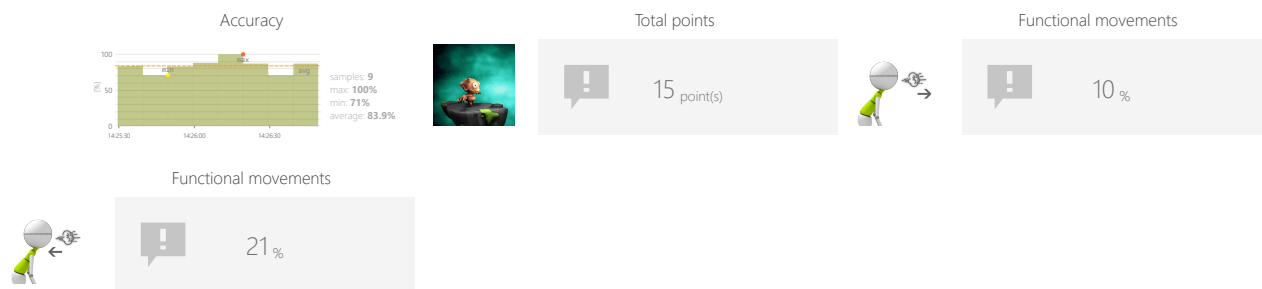 Accuracy
Total points
Functional movements
100
max
min
avg
[%]
50
0
14:25:30
14:26:00
14:26:30
samples: 9
max: 100%
min: 71%
average: 83.9%
15 point(s)
10 %
Functional movements
21 %